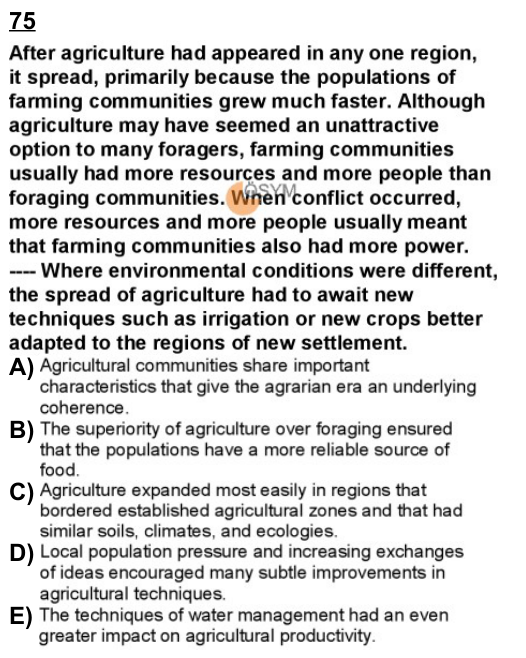 75
After agriculture had appeared in any one region,
it spread, primarily because the populations of
farming communities grew much faster. Although
agriculture may have seemed an unattractive
option to many foragers, farming communities
usually had more resources and more people than
foraging communities. When conflict occurred,
ÖSYM
more resources and more people usually meant
that farming communities also had more power.
---- Where environmental conditions were different,
the spread of agriculture had to await new
techniques such as irrigation or new crops better
adapted to the regions of new settlement.
A) Agricultural communities share important
characteristics that give the agrarian era an underlying
coherence.
B) The superiority of agriculture over foraging ensured
that the populations have a more reliable source of
food.
C) Agriculture expanded most easily in regions that
bordered established agricultural zones and that had
similar soils, climates, and ecologies.
D) Local population pressure and increasing exchanges
of ideas encouraged many subtle improvements in
agricultural techniques.
E) The techniques of water management had an even
greater impact on agricultural productivity.